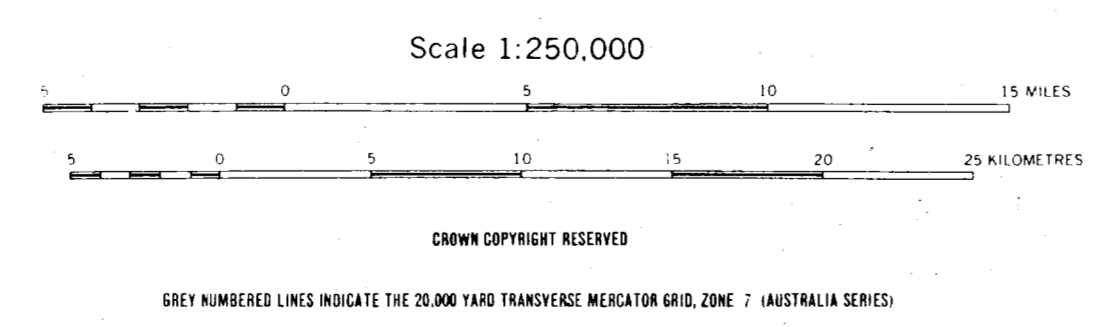 Scale 1:250,000
5 0 5 10 15 MILES
5 0 5 10 15 20 25 KILOMETRES
CROWN COPYRIGHT RESERVED
GREY NUMBERED LINES INDICATE THE 20,000 YARD TRANSVERSE MERCATOR GRID, ZONE 7 (AUSTRALIA SERIES)